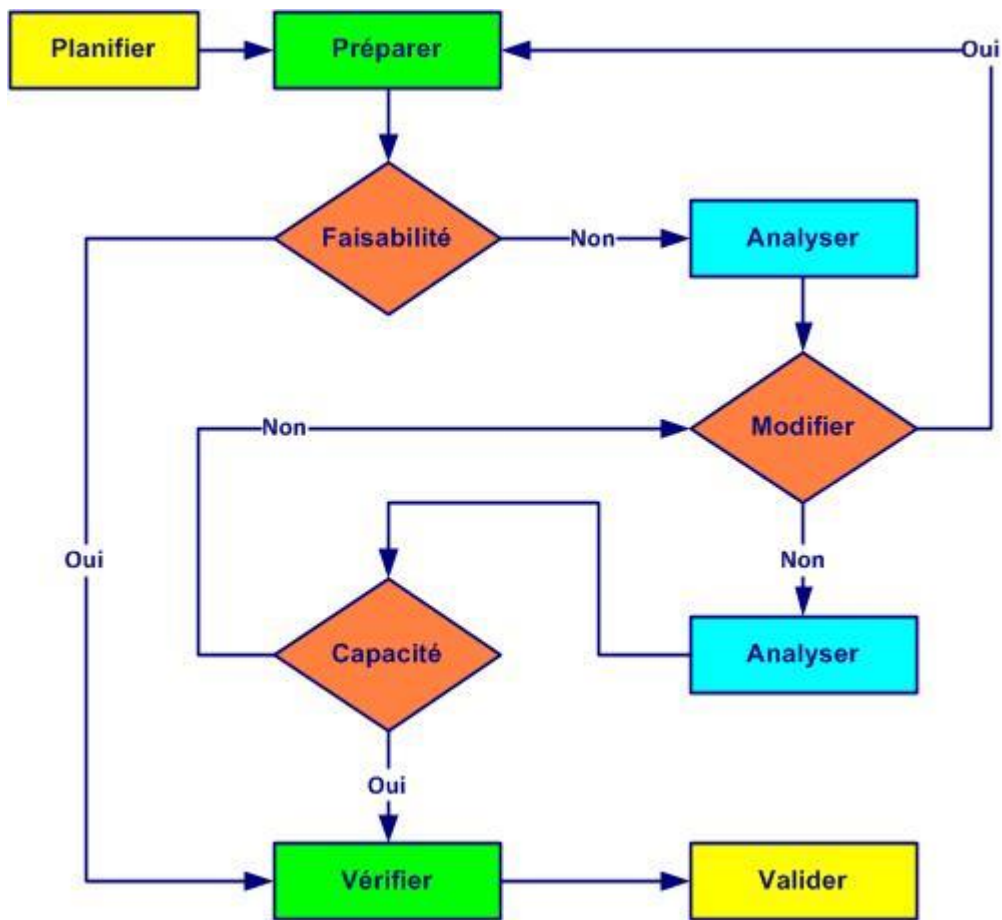 Planifier
Préparer
Oui
Faisabilité
Non
Analyser
Non
Modifier
Oui
Non
Capacité
Analyser
Oui
Vérifier
Valider